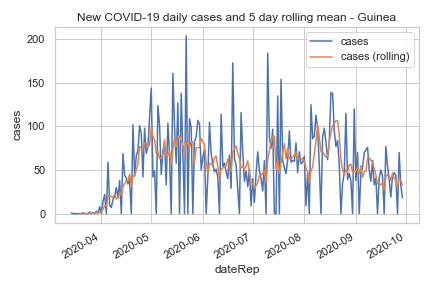 New COVID-19 daily cases and 5 day rolling mean - Guinea
cases
cases (rolling)
200
150
100
50
0
cases
2020-04
2020-05
2020-06
2020-07
2020-08
2020-09
2020-10
dateRep